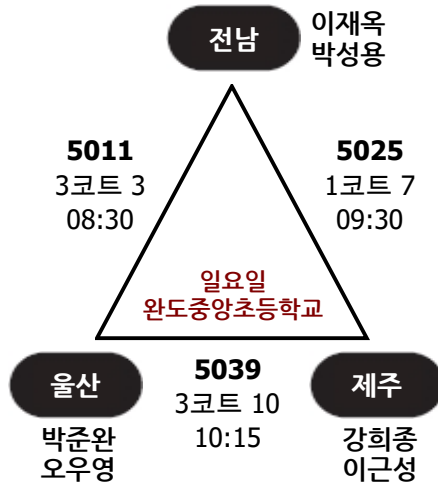 전남
이재옥
박성용
5011
3코트 3
08:30
5025
1코트 7
09:30
일요일
완도중앙초등학교
울산
박준완
오우영
5039
3코트 10
10:15
제주
강희종
이근성